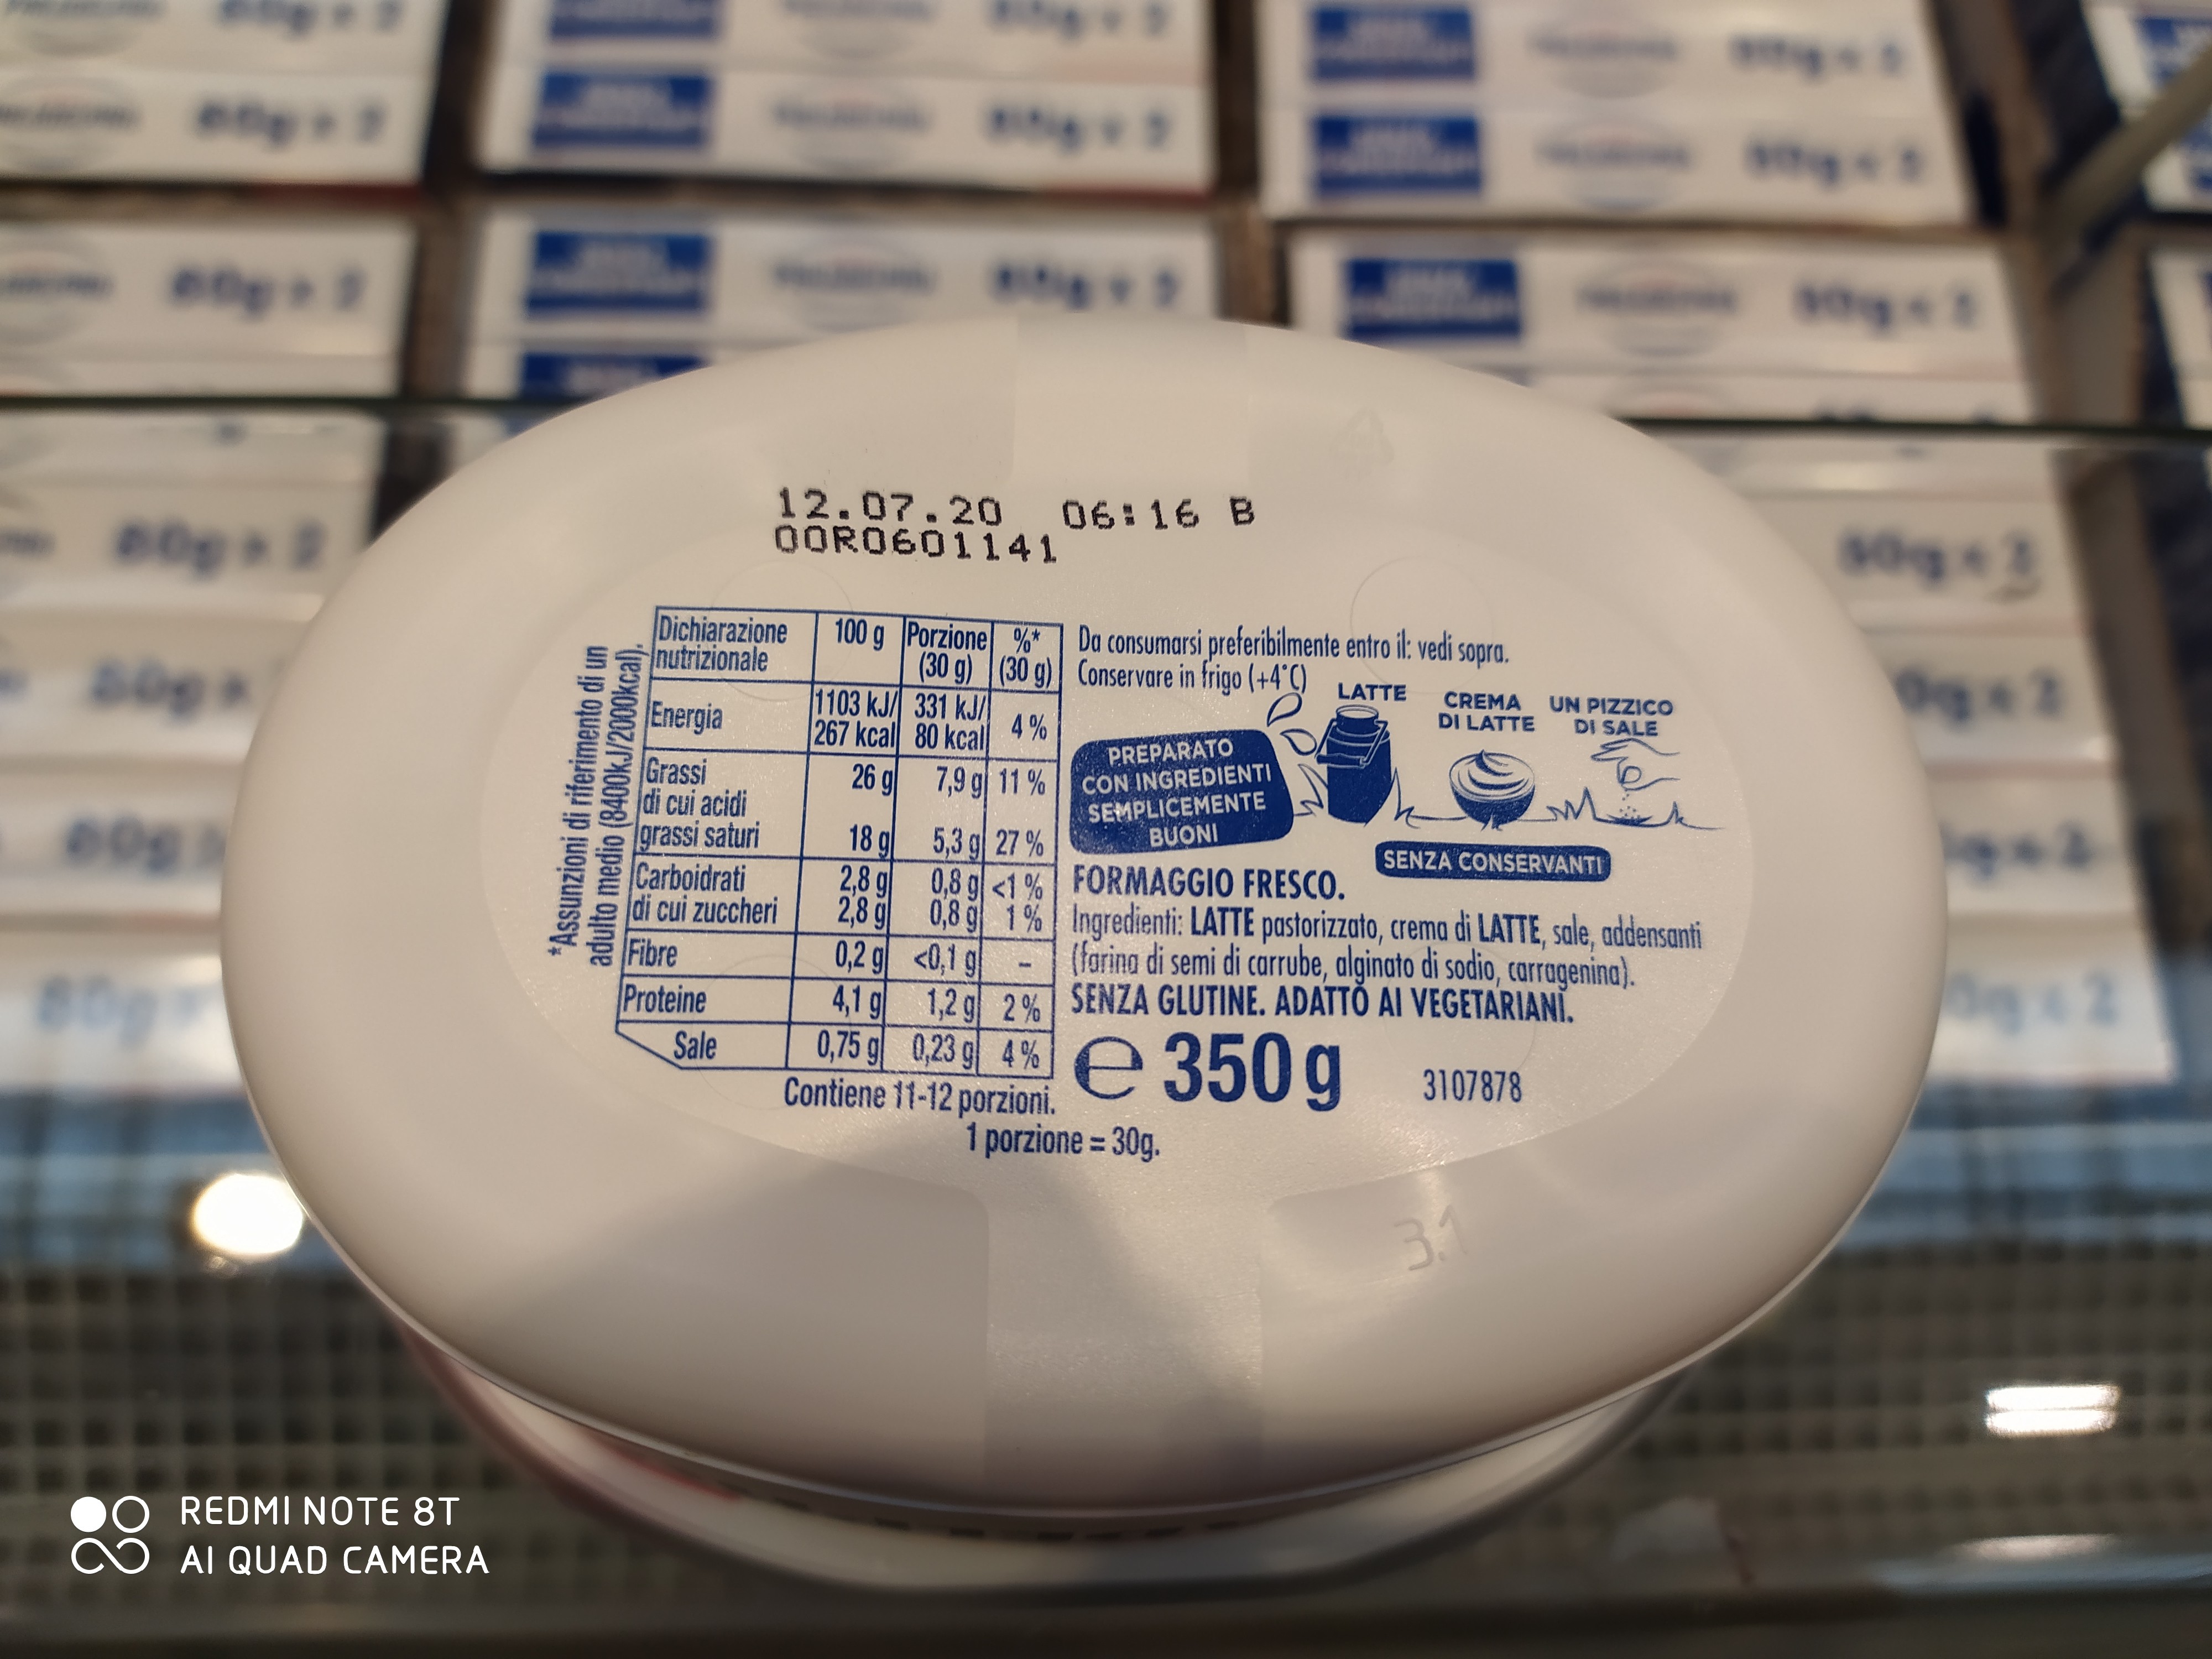 80g x 2
12.07.20 06:16 B
00R0601141
*Assunzioni di riferimento di un
adulto medio (8400kJ/2000kcal).
Dichiarazione nutrizionale 100 g Porzione (30 g) %* (30 g)
Energia 1103 kJ/ 267 kcal 331 kJ/ 80 kcal 4 %
Grassi 26 g 7,9 g 11 %
di cui acidi
grassi saturi 18 g 5,3 g 27 %
Carboidrati 2,8 g 0,8 g <1 %
di cui zuccheri 2,8 g 0,8 g 1 %
Fibre 0,2 g <0,1 g -
Proteine 4,1 g 1,2 g 2 %
Sale 0,75 g 0,23 g 4 %
Contiene 11-12 porzioni.
1 porzione = 30g.
Da consumarsi preferibilmente entro il: vedi sopra.
Conservare in frigo (+4°C)
PREPARATO
CON INGREDIENTI
SEMPLICEMENTE
BUONI
LATTE
CREMA
DI LATTE
UN PIZZICO
DI SALE
SENZA CONSERVANTI
FORMAGGIO FRESCO.
Ingredienti: LATTE pastorizzato, crema di LATTE, sale, addensanti
(farina di semi di carrube, alginato di sodio, carragenina).
SENZA GLUTINE. ADATTO AI VEGETARIANI.
e 350 g
3107878
3.1
REDMI NOTE 8T
AI QUAD CAMERA